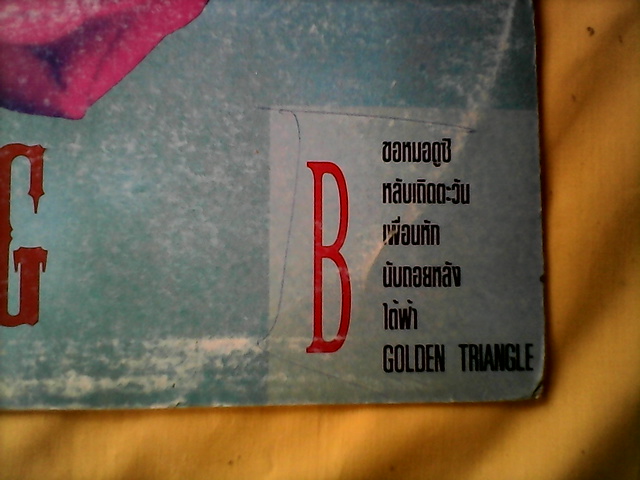 G
B
ขอหมอดูซิ
หลับเถิดตะวัน
เพื่อนหัก
นับถอยหลัง
ใต้ฟ้า
GOLDEN TRIANGLE